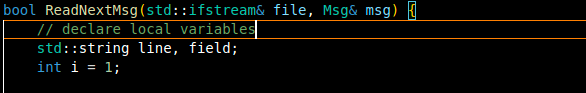 bool ReadNextMsg(std::ifstream& file, Msg& msg) {
// declare local variables
std::string line, field;
int i = 1;